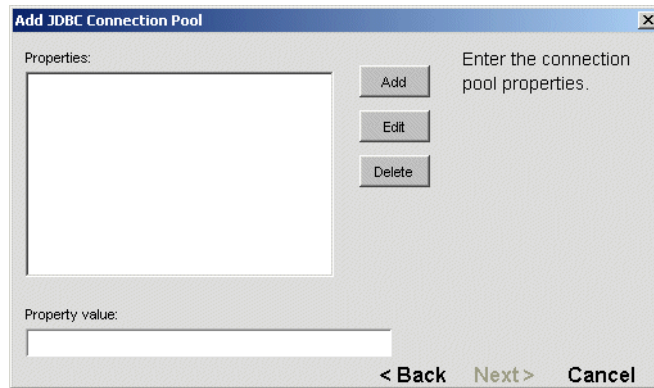 Add JDBC Connection Pool
Properties:
Add
Edit
Delete
Enter the connection
pool properties.
Property value:
< Back Next > Cancel